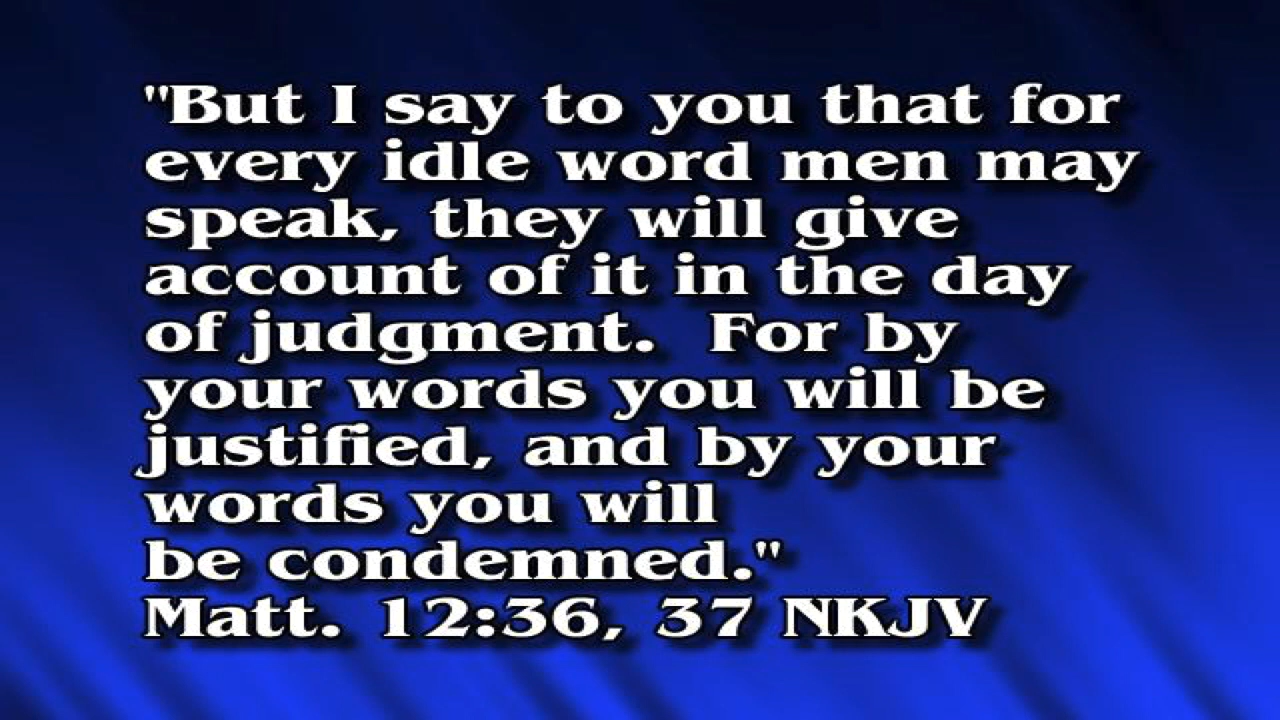 "But I say to you that for
every idle word men may
speak, they will give
account of it in the day
of judgment.  For by
your words you will be
justified, and by your
words you will
be condemned."
Matt. 12:36, 37 NKJV